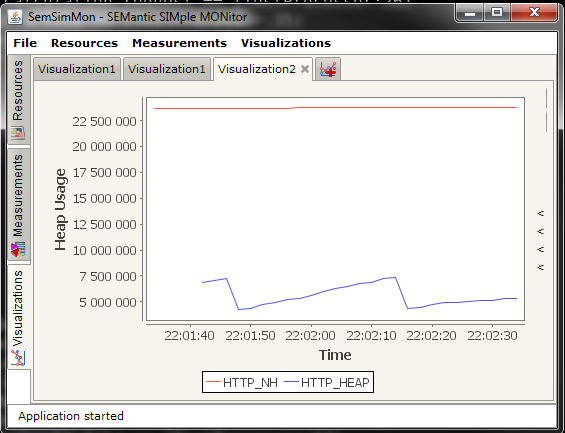 SemSimMon - SEMantic SIMple MONitor
File Resources Measurements Visualizations
Resources
Measurements
Visualizations
Visualization1 Visualization1 Visualization2
Heap Usage
22 500 000
20 000 000
17 500 000
15 000 000
12 500 000
10 000 000
7 500 000
5 000 000
22:01:40 22:01:50 22:02:00 22:02:10 22:02:20 22:02:30
Time
<
<
<
<
HTTP_NH HTTP_HEAP
Application started